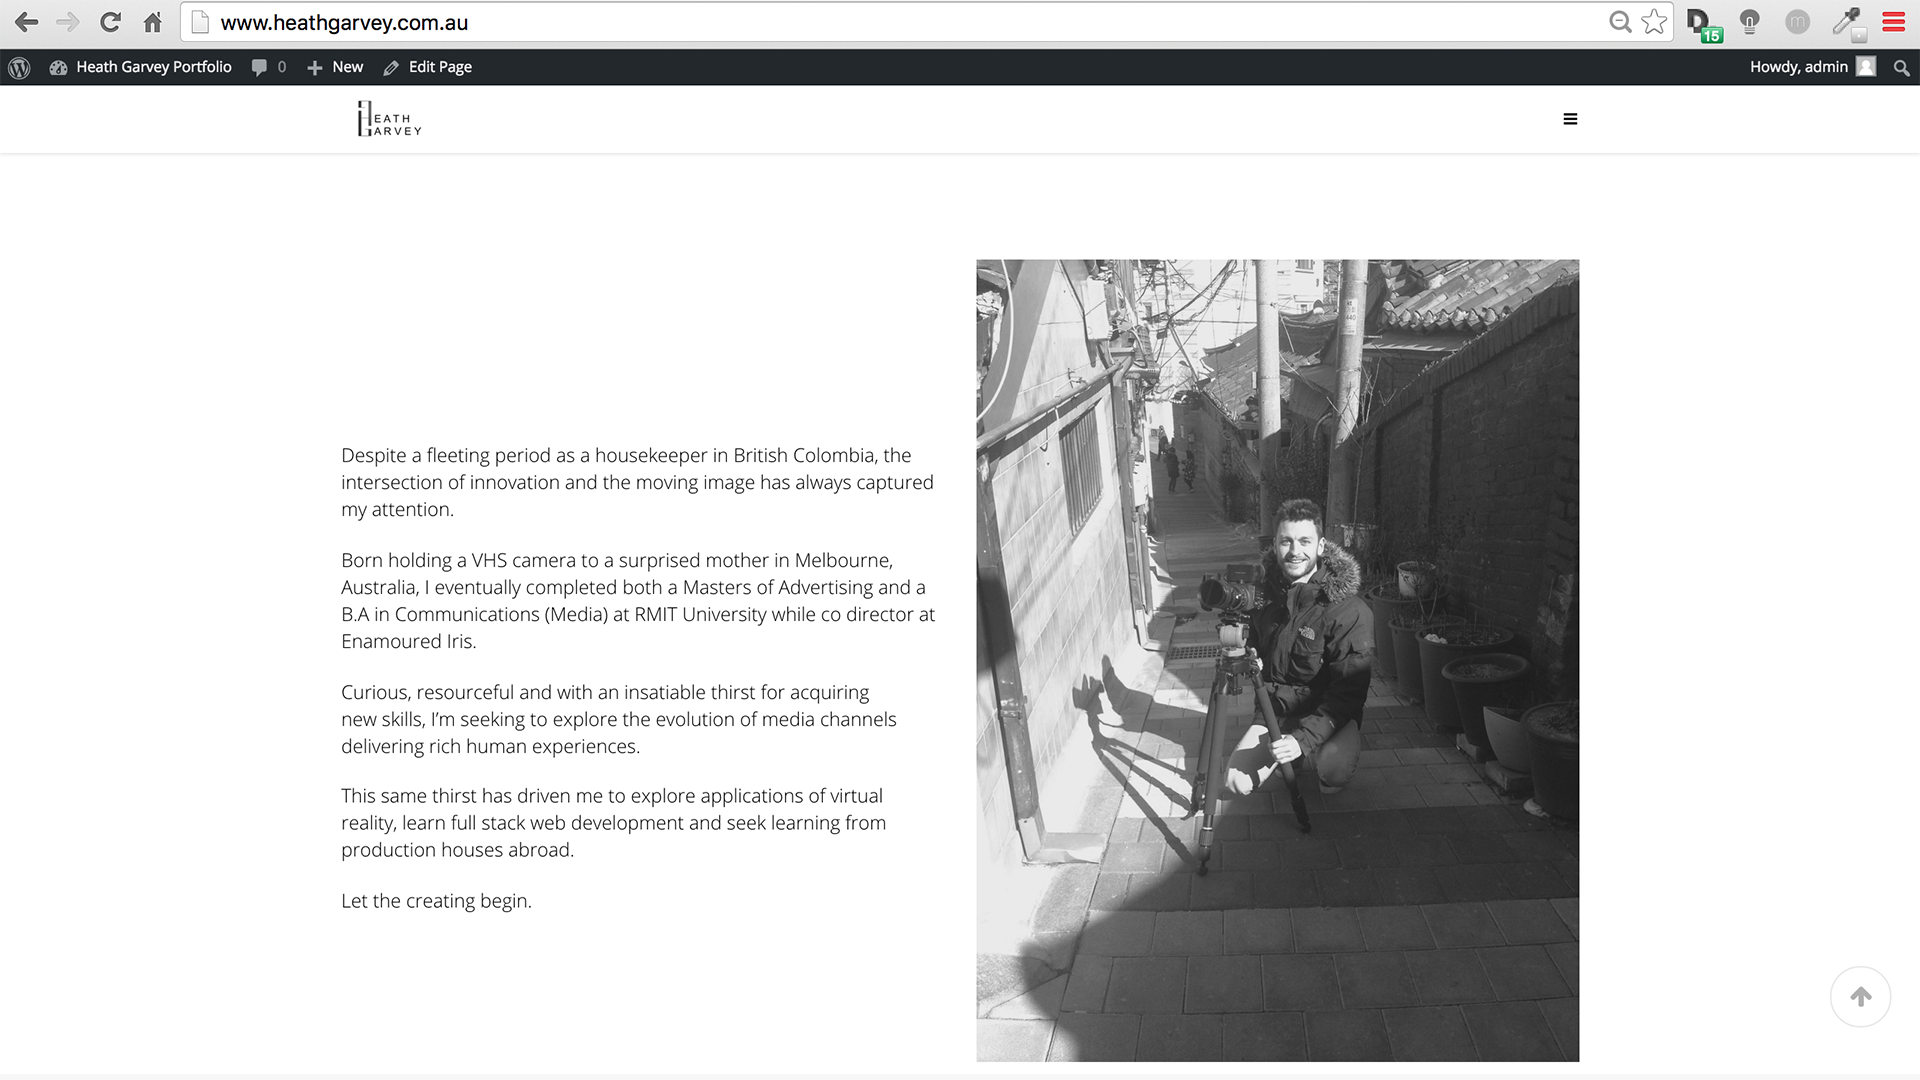 www.heathgarvey.com.au
15
m
Heath Garvey Portfolio 0 New Edit Page
Howdy, admin
HEATH
GARVEY
Despite a fleeting period as a housekeeper in British Colombia, the
intersection of innovation and the moving image has always captured
my attention.
Born holding a VHS camera to a surprised mother in Melbourne,
Australia, I eventually completed both a Masters of Advertising and a
B.A in Communications (Media) at RMIT University while co director at
Enamoured Iris.
Curious, resourceful and with an insatiable thirst for acquiring
new skills, I’m seeking to explore the evolution of media channels
delivering rich human experiences.
This same thirst has driven me to explore applications of virtual
reality, learn full stack web development and seek learning from
production houses abroad.
Let the creating begin.